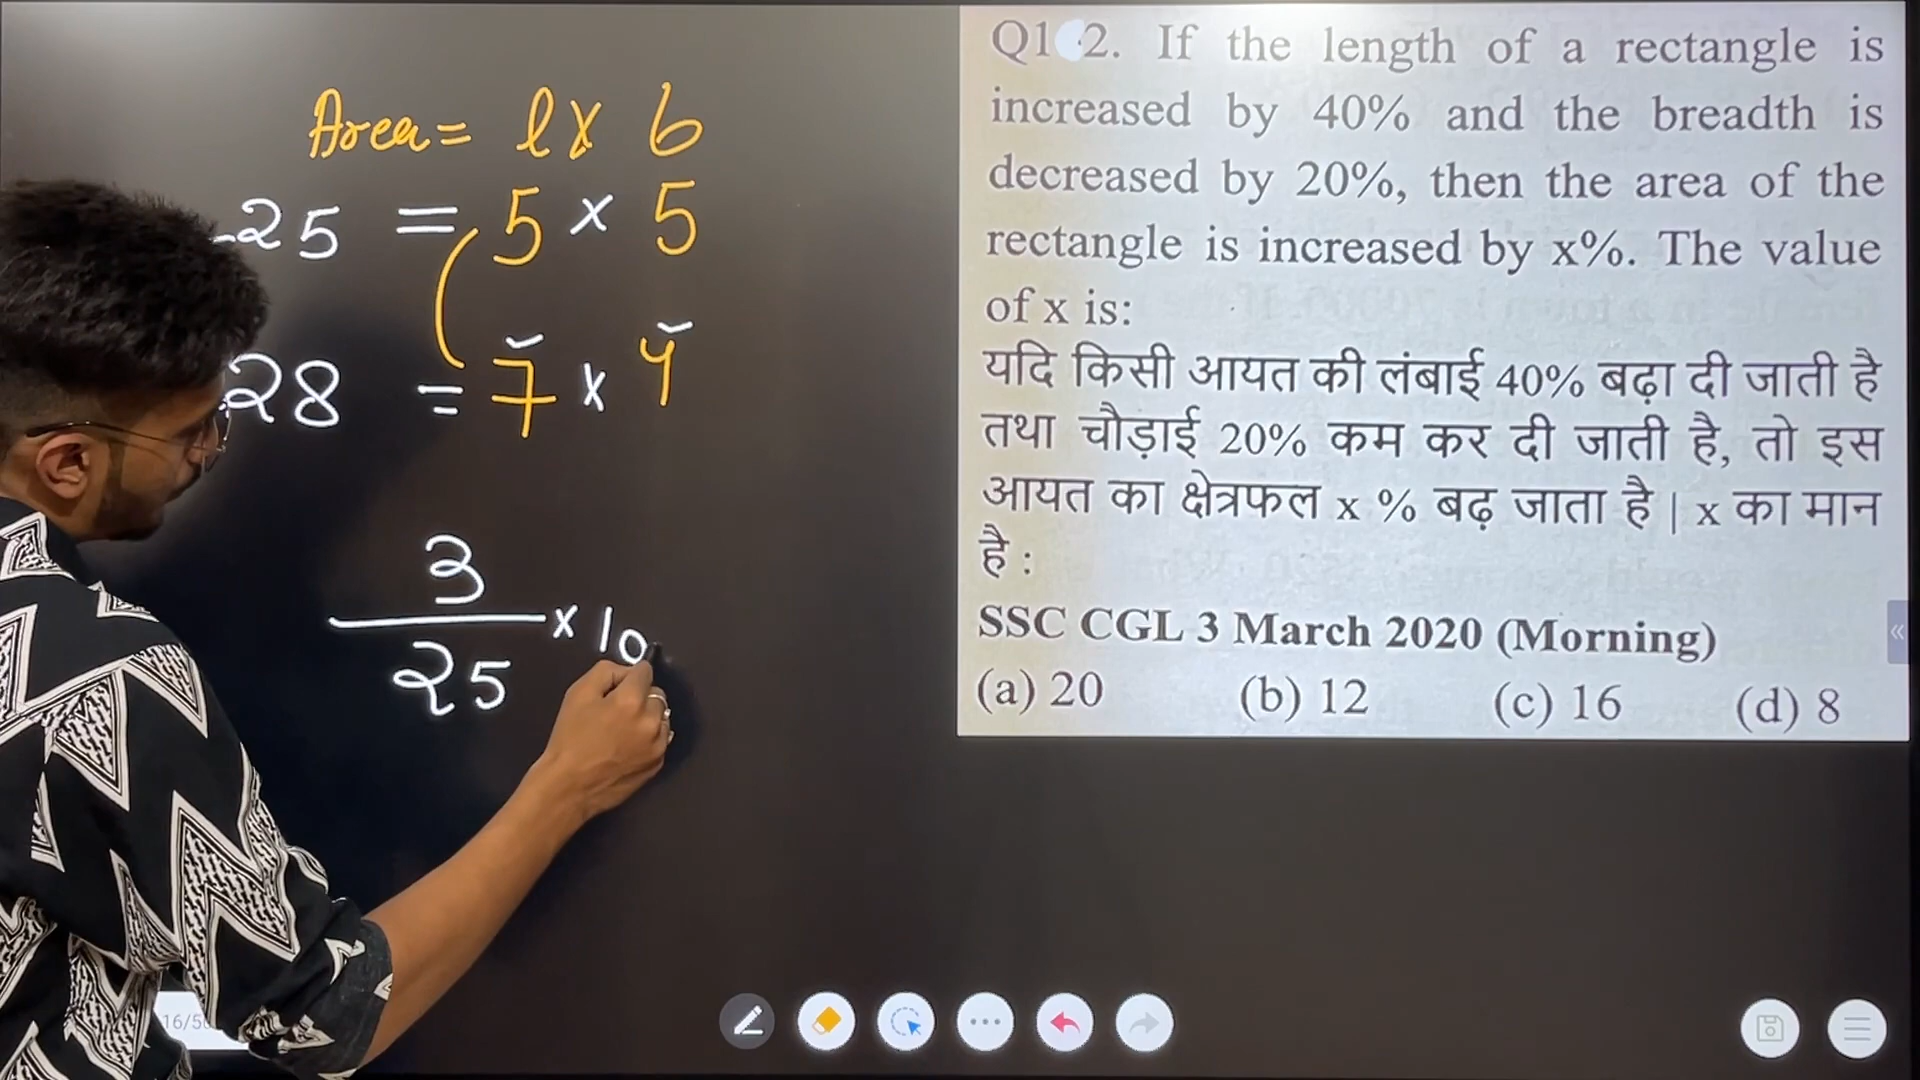 Area = l x b
25 = 5 x 5
28 = 7 x 4
3
25 x 10
Q1 2. If the length of a rectangle is
increased by 40% and the breadth is
decreased by 20%, then the area of the
rectangle is increased by x%. The value
of x is:
यदि किसी आयत की लंबाई 40% बढ़ा दी जाती है
तथा चौड़ाई 20% कम कर दी जाती है, तो इस
आयत का क्षेत्रफल x % बढ़ जाता है | x का मान
है :
SSC CGL 3 March 2020 (Morning)
(a) 20 (b) 12 (c) 16 (d) 8